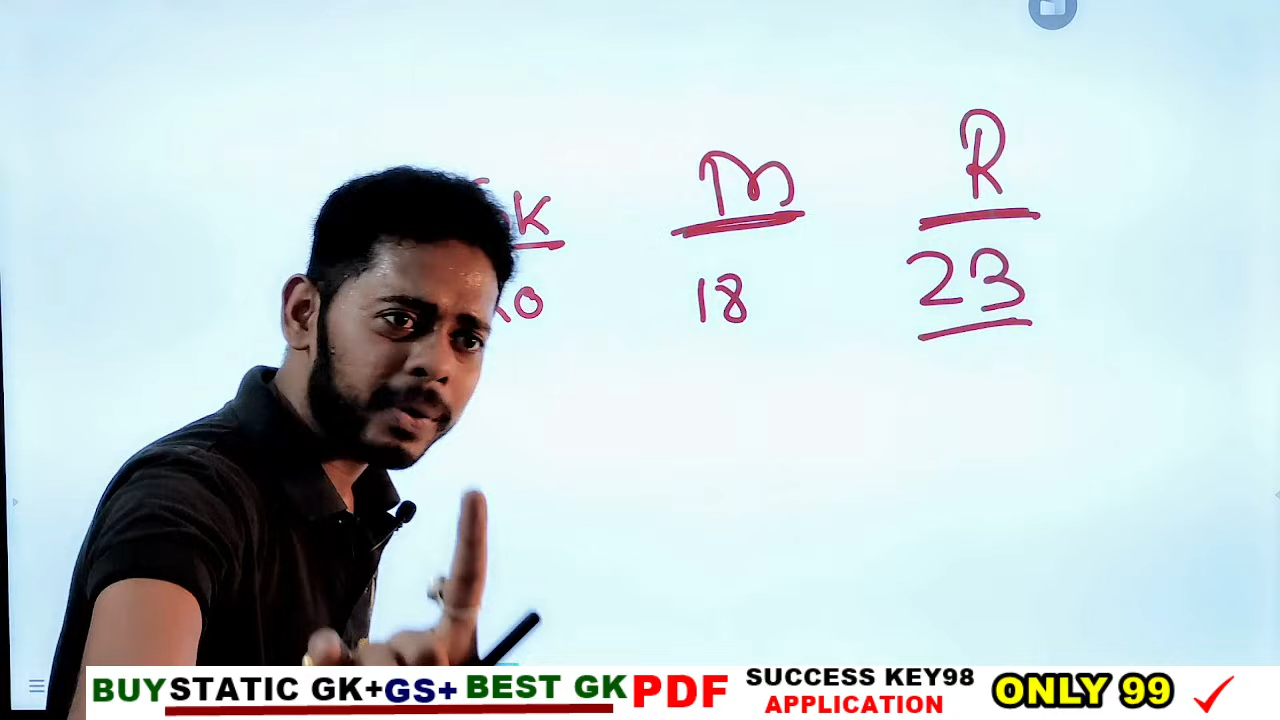 K M R
18 23
BUY STATIC GK+GS+ BEST GK PDF SUCCESS KEY98 APPLICATION ONLY 99